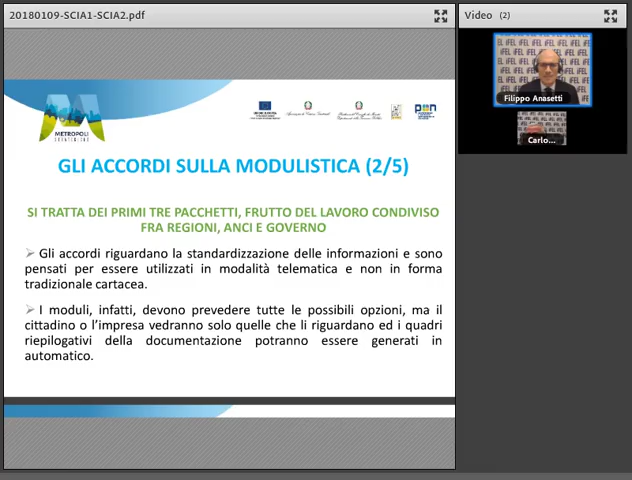 20180109-SCIA1-SCIA2.pdf
Video (2)
Filippo Anasetti
Carlo...
METROPOLI
STRATEGICHE
GLI ACCORDI SULLA MODULISTICA (2/5)
SI TRATTA DEI PRIMI TRE PACCHETTI, FRUTTO DEL LAVORO CONDIVISO
FRA REGIONI, ANCI E GOVERNO
Gli accordi riguardano la standardizzazione delle informazioni e sono
pensati per essere utilizzati in modalità telematica e non in forma
tradizionale cartacea.
I moduli, infatti, devono prevedere tutte le possibili opzioni, ma il
cittadino o l’impresa vedranno solo quelle che li riguardano ed i quadri
riepilogativi della documentazione potranno essere generati in
automatico.